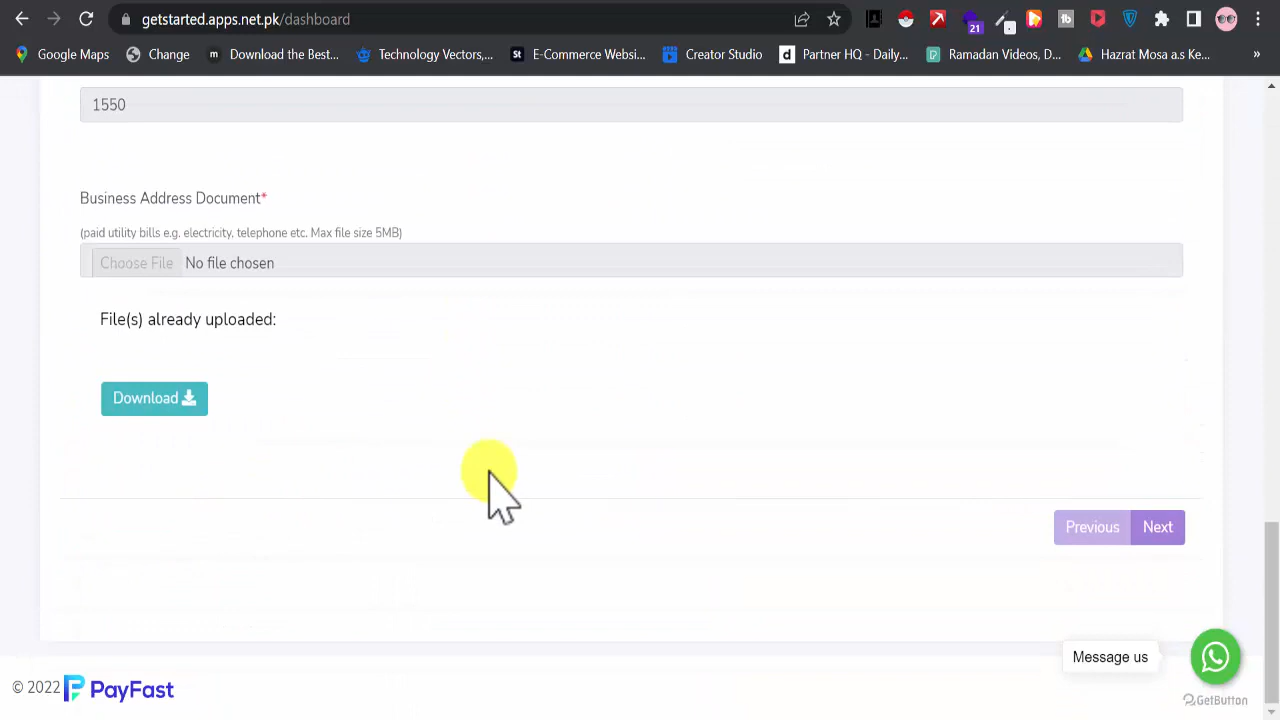 getstarted.apps.net.pk/dashboard
21
Google Maps
Change
m Download the Best...
Technology Vectors,...
St E-Commerce Websi...
Creator Studio
d Partner HQ - Daily...
Ramadan Videos, D...
Hazrat Mosa a.s Ke...
»
1550
Business Address Document*
(paid utility bills e.g. electricity, telephone etc. Max file size 5MB)
Choose File No file chosen
File(s) already uploaded:
Download
Previous Next
Message us
© 2022 PayFast
GetButton